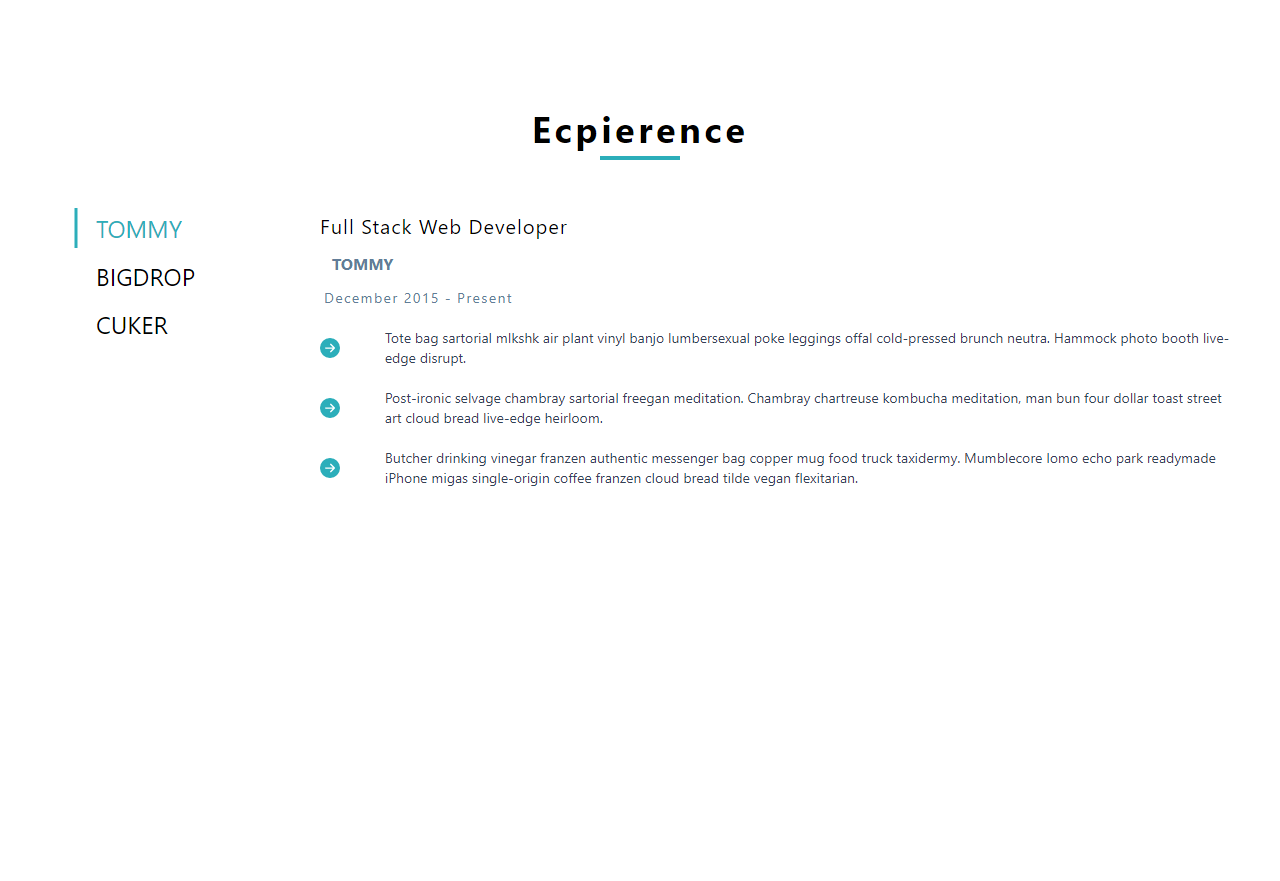 Ecpierence
TOMMY
BIGDROP
CUKER
Full Stack Web Developer
TOMMY
December 2015 - Present
Tote bag sartorial mlkshk air plant vinyl banjo lumbersexual poke leggings offal cold-pressed brunch neutra. Hammock photo booth live-
edge disrupt.
Post-ironic selvage chambray sartorial freegan meditation. Chambray chartreuse kombucha meditation, man bun four dollar toast street
art cloud bread live-edge heirloom.
Butcher drinking vinegar franzen authentic messenger bag copper mug food truck taxidermy. Mumblecore lomo echo park readymade
iPhone migas single-origin coffee franzen cloud bread tilde vegan flexitarian.